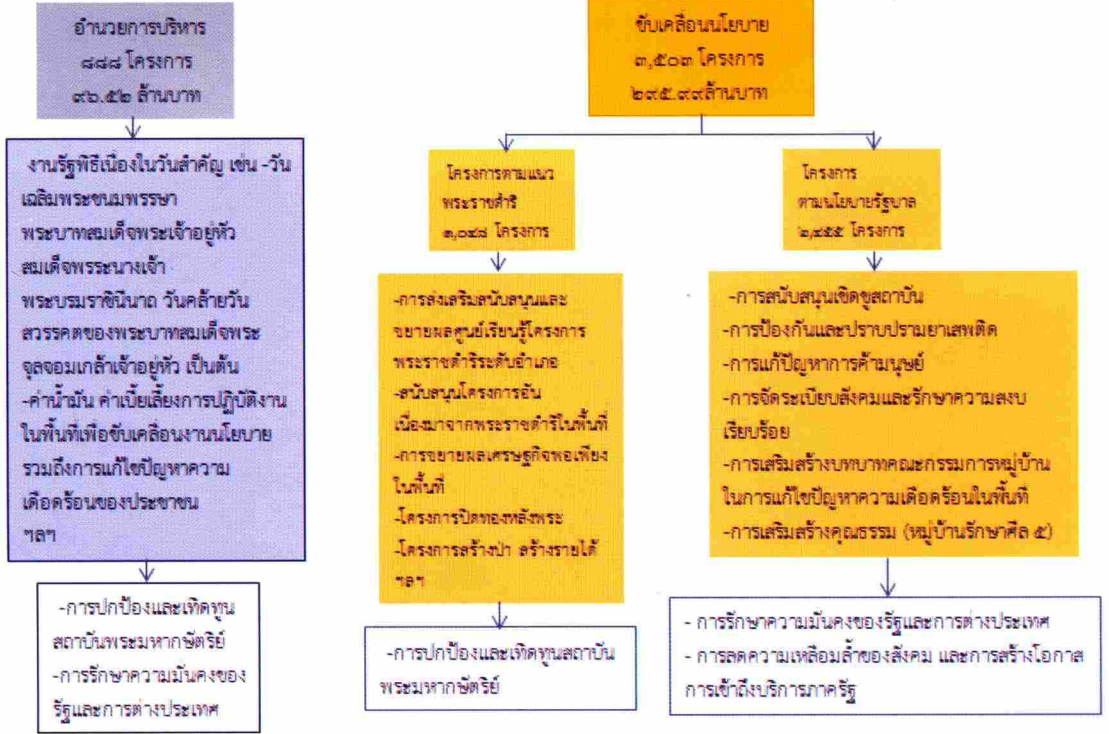 อำนวยการบริหาร
๘๘๘ โครงการ
๙๖.๕๒ ล้านบาท
งานรัฐพิธีเนื่องในวันสำคัญ เช่น -วัน
เฉลิมพระชนมพรรษา
พระบาทสมเด็จพระเจ้าอยู่หัว
สมเด็จพรระนางเจ้า
พระบรมราชินีนาถ วันคล้ายวัน
สวรรคตของพระบาทสมเด็จพระ
จุลจอมเกล้าเจ้าอยู่หัว เป็นต้น
-ค่าน้ำมัน ค่าเบี้ยเลี้ยงการปฏิบัติงาน
ในพื้นที่เพื่อขับเคลื่อนงานนโยบาย
รวมถึงการแก้ไขปัญหาความ
เดือดร้อนของประชาชน
ฯลฯ
-การปกป้องและเทิดทูน
สถาบันพระมหากษัตริย์
-การรักษาความมั่นคงของ
รัฐและการต่างประเทศ
ขับเคลื่อนนโยบาย
๓,๕๐๓ โครงการ
๒๙๕.๙๙ล้านบาท
โครงการตามแนว
พระราชดำริ
๑,๐๔๘ โครงการ
-การส่งเสริมสนับสนุนและ
ขยายผลศูนย์เรียนรู้โครงการ
พระราชดำริระดับอำเภอ
-สนับสนุนโครงการอัน
เนื่องมาจากพระราชดำริในพื้นที่
-การขยายผลเศรษฐกิจพอเพียง
ในพื้นที่
-โครงการปิดทองหลังพระ
-โครงการสร้างป่า สร้างรายได้
ฯลฯ
-การปกป้องและเทิดทูนสถาบัน
พระมหากษัตริย์
โครงการ
ตามนโยบายรัฐบาล
๒,๔๕๕ โครงการ
-การสนับสนุนเชิดชูสถาบัน
-การป้องกันและปราบปรามยาเสพติด
-การแก้ปัญหาการค้ามนุษย์
-การจัดระเบียบสังคมและรักษาความสงบ
เรียบร้อย
-การเสริมสร้างบทบาทคณะกรรมการหมู่บ้าน
ในการแก้ไขปัญหาความเดือดร้อนในพื้นที่
-การเสริมสร้างคุณธรรม (หมู่บ้านรักษาศีล ๕)
- การรักษาความมั่นคงของรัฐและการต่างประเทศ
- การลดความเหลื่อมล้ำของสังคม และการสร้างโอกาส
การเข้าถึงบริการภาครัฐ